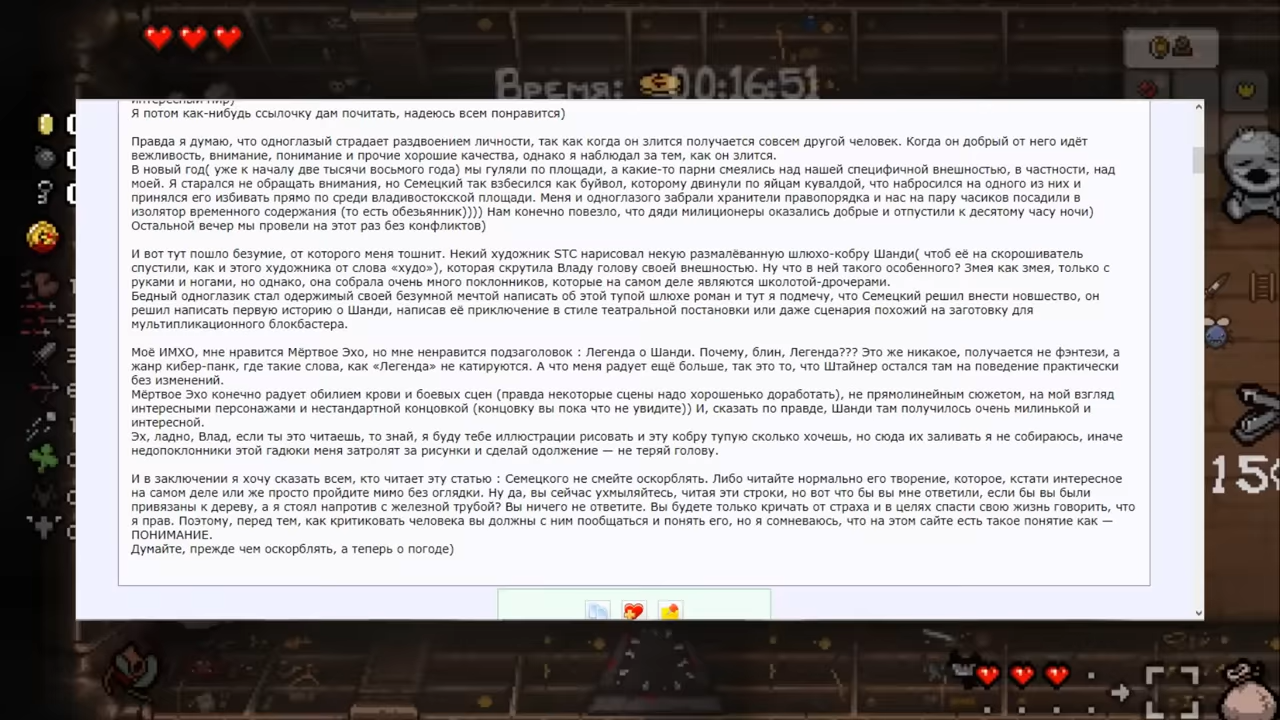 Время: 00:16:51
интересный мир)
Я потом как-нибудь ссылочку дам почитать, надеюсь всем понравится)
Правда я думаю, что одноглазый страдает раздвоением личности, так как когда он злится получается совсем другой человек. Когда он добрый от него идёт
вежливость, внимание, понимание и прочие хорошие качества, однако я наблюдал за тем, как он злится.
В новый год( уже к началу две тысячи восьмого года) мы гуляли по площади, а какие-то парни смеялись над нашей специфичной внешностью, в частности, над
моей. Я старался не обращать внимания, но Семецкий так взбесился как буйвол, которому двинули по яйцам кувалдой, что набросился на одного из них и
принялся его избивать прямо по среди владивостокской площади. Меня и одноглазого забрали хранители правопорядка и нас на пару часиков посадили в
изолятор временного содержания (то есть обезьянник)))) Нам конечно повезло, что дяди милиционеры оказались добрые и отпустили к десятому часу ночи)
Остальной вечер мы провели на этот раз без конфликтов)
И вот тут пошло безумие, от которого меня тошнит. Некий художник STC нарисовал некую размалёванную шлюхо-кобру Шанди( чтоб её на скорошиватель
спустили, как и этого художника от слова «худо»), которая скрутила Владу голову своей внешностью. Ну что в ней такого особенного? Змея как змея, только с
руками и ногами, но однако, она собрала очень много поклонников, которые на самом деле являются школотой-дрочерами.
Бедный одноглазик стал одержимый своей безумной мечтой написать об этой тупой шлюхе роман и тут я подмечу, что Семецкий решил внести новшество, он
решил написать первую историю о Шанди, написав её приключение в стиле театральной постановки или даже сценария похожий на заготовку для
мультипликационного блокбастера.
Моё ИМХО, мне нравится Мёртвое Эхо, но мне ненравится подзаголовок : Легенда о Шанди. Почему, блин, Легенда??? Это же никакое, получается не фэнтези, а
жанр кибер-панк, где такие слова, как «Легенда» не катируются. А что меня радует ещё больше, так это то, что Штайнер остался там на поведение практически
без изменений.
Мёртвое Эхо конечно радует обилием крови и боевых сцен (правда некоторые сцены надо хорошенько доработать), не прямолинейным сюжетом, на мой взгляд
интересными персонажами и нестандартной концовкой (концовку вы пока что не увидите)) И, сказать по правде, Шанди там получилось очень милинькой и
интересной.
Эх, ладно, Влад, если ты это читаешь, то знай, я буду тебе иллюстрации рисовать и эту кобру тупую сколько хочешь, но сюда их заливать я не собираюсь, иначе
недопоклонники этой гадюки меня затролят за рисунки и сделай одолжение — не теряй голову.
И в заключении я хочу сказать всем, кто читает эту статью : Семецкого не смейте оскорблять. Либо читайте нормально его творение, которое, кстати интересное
на самом деле или же просто пройдите мимо без оглядки. Ну да, вы сейчас ухмыляйтесь, читая эти строки, но вот что бы вы мне ответили, если бы вы были
привязаны к дереву, а я стоял напротив с железной трубой? Вы ничего не ответите. Вы будете только кричать от страха и в целях спасти свою жизнь говорить, что
я прав. Поэтому, перед тем, как критиковать человека вы должны с ним пообщаться и понять его, но я сомневаюсь, что на этом сайте есть такое понятие как —
ПОНИМАНИЕ.
Думайте, прежде чем оскорблять, а теперь о погоде)